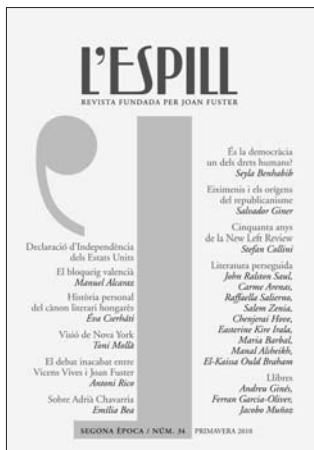 L'ESPILL
REVISTA FUNDADA PER JOAN FUSTER
Declaració d'Independència
dels Estats Units
El bloqueig valencià
Manuel Alcaraz
Història personal
del cànon literari hongarès
Eva Cserháti
Visió de Nova York
Toni Mollà
El debat inacabat entre
Vicens Vives i Joan Fuster
Antoni Rico
Sobre Adrià Chavarria
Emília Bea
És la democràcia
un dels drets humans?
Seyla Benhabib
Eiximenis i els orígens
del republicanisme
Salvador Giner
Cinquanta anys
de la New Left Review
Stefan Collini
Literatura perseguida
John Ralston Saul,
Carme Arenas,
Raffaella Salierno,
Salem Zenia,
Chenjerai Hove,
Easterine Kire Iralu,
Maria Barbal,
Manal Alsheikh,
El-Kaissa Ould Braham
Llibres
Andreu Ginés,
Ferran Garcia-Oliver,
Jacobo Muñoz
SEGONA ÈPOCA / NÚM. 34 PRIMAVERA 2010